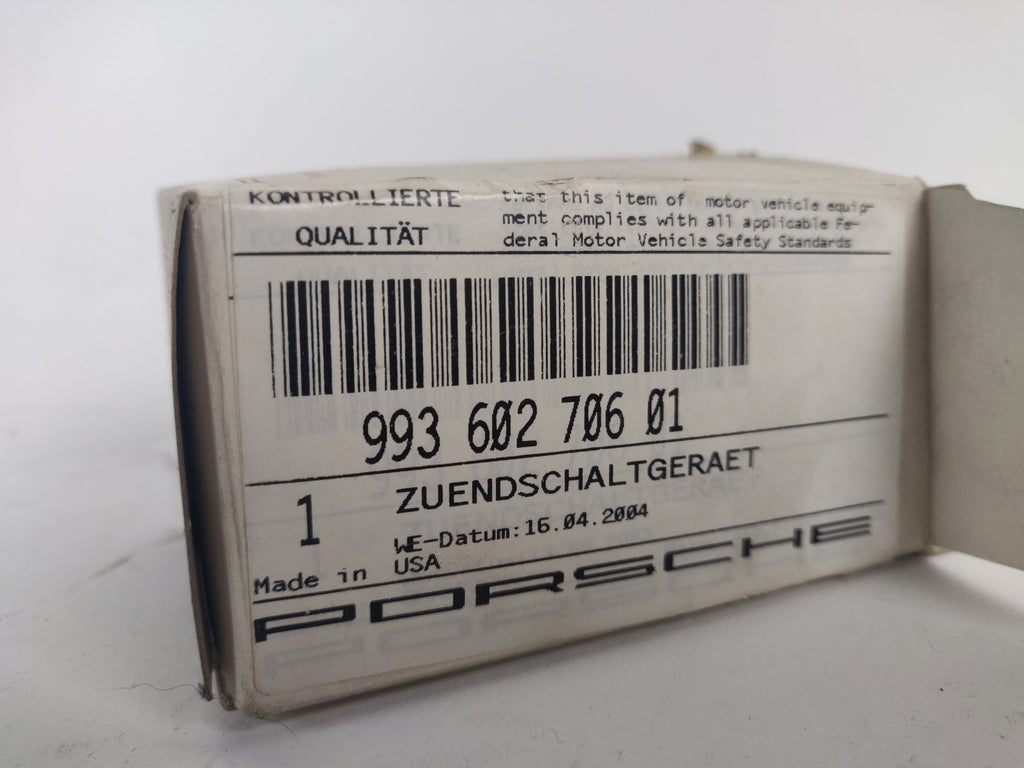 KONTROLLIERTE
QUALITÄT
that this item of motor vehicle equip-
ment complies with all applicable Fe-
deral Motor Vehicle Safety Standards
993 602 706 01
1
ZUENDSCHALTGERAET
WE-Datum:16.04.2004
Made in USA
PORSCHE